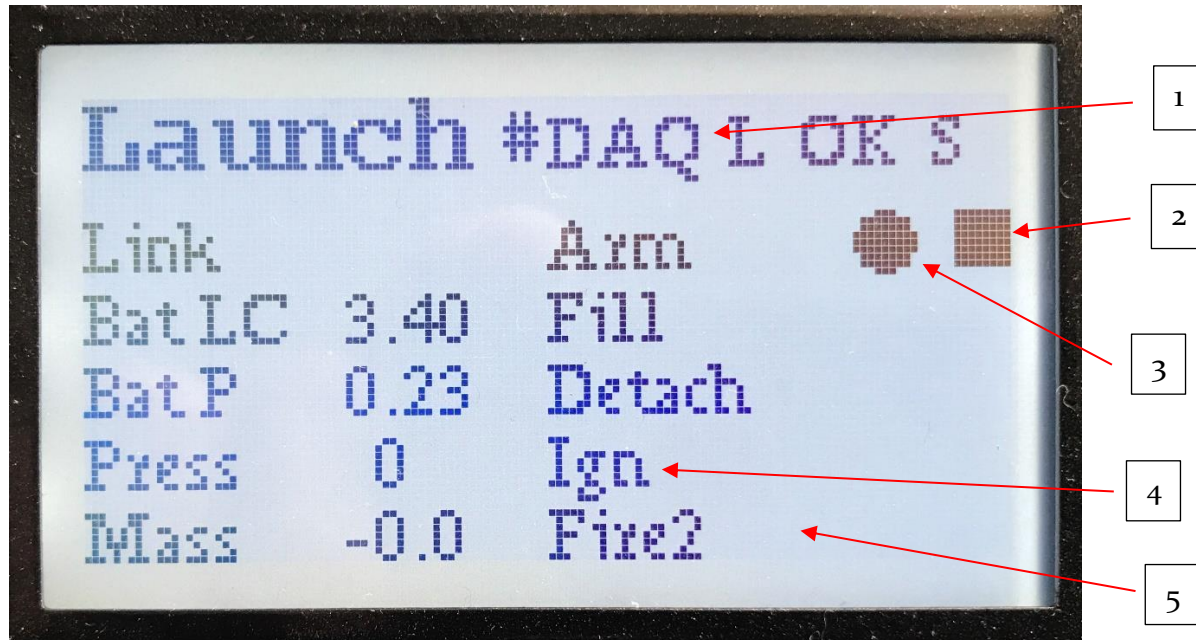 Launch #DAQ L OK S
Link Arm
BatLC 3.40 Fill
BatP 0.23 Detach
Press 0 Ign
Mass -0.0 Fire2
1
2
3
4
5